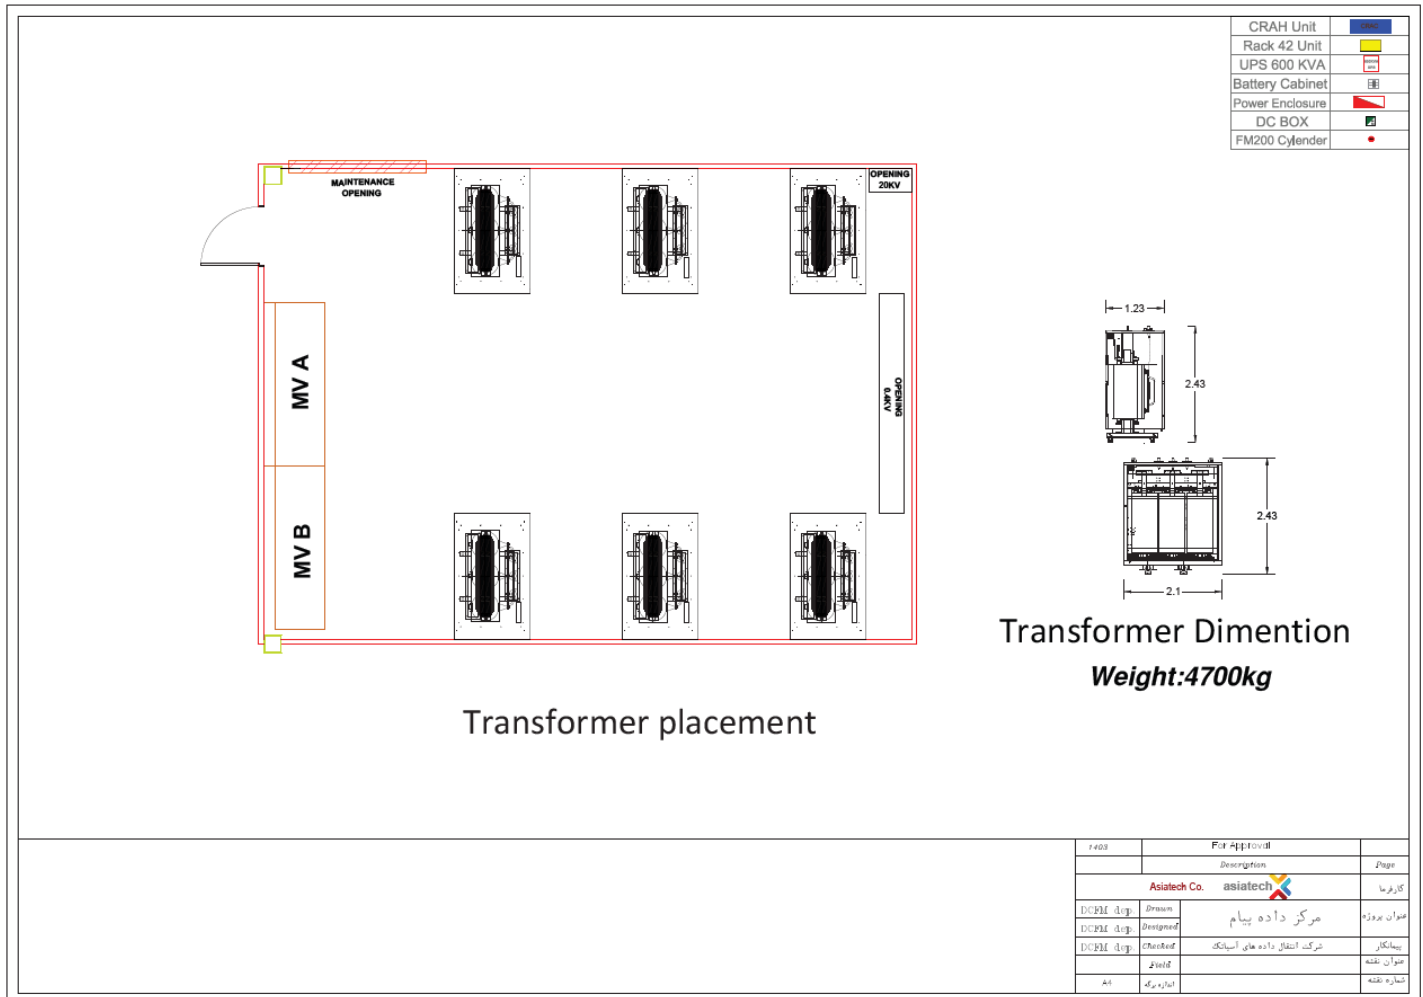 CRAH Unit
Rack 42 Unit
UPS 600 KVA
Battery Cabinet
Power Enclosure
DC BOX
FM200 Cylender
MAINTENANCE
OPENING
OPENING
20KV
MV A
MV B
OPENING
0.4KV
1.23
2.43
2.43
2.1
Transformer Dimention
Weight:4700kg
Transformer placement
1403 For Approval
Description Page
Asiatech Co. asiatech کارفرما
DCFM dep. Drawn مرکز داده پیام عنوان پروژه
DCFM dep. Designed
DCFM dep. Checked شرکت انتقال داده های آسیاتک پیمانکار
Field عنوان نقشه
A4 اندازه برگه شماره نقشه